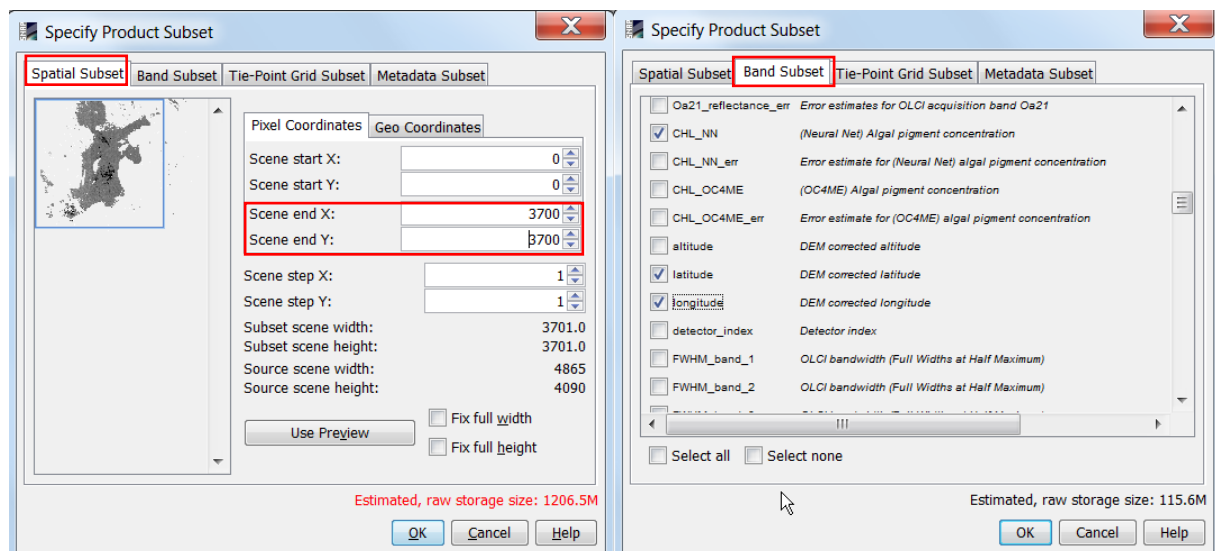 Specify Product Subset
Spatial Subset Band Subset Tie-Point Grid Subset Metadata Subset
Pixel Coordinates Geo Coordinates
Scene start X: 0
Scene start Y: 0
Scene end X: 3700
Scene end Y: 3700
Scene step X: 1
Scene step Y: 1
Subset scene width: 3701.0
Subset scene height: 3701.0
Source scene width: 4865
Source scene height: 4090
Use Preview
Fix full width
Fix full height
Estimated, raw storage size: 1206.5M
OK Cancel Help
Specify Product Subset
Spatial Subset Band Subset Tie-Point Grid Subset Metadata Subset
Oa21_reflectance_err Error estimates for OLCI acquisition band Oa21
CHL_NN (Neural Net) Algal pigment concentration
CHL_NN_err Error estimate for (Neural Net) algal pigment concentration
CHL_OC4ME (OC4ME) Algal pigment concentration
CHL_OC4ME_err Error estimate for (OC4ME) algal pigment concentration
altitude DEM corrected altitude
latitude DEM corrected latitude
longitude DEM corrected longitude
detector_index Detector index
FWHM_band_1 OLCI bandwidth (Full Widths at Half Maximum)
FWHM_band_2 OLCI bandwidth (Full Widths at Half Maximum)
Select all Select none
Estimated, raw storage size: 115.6M
OK Cancel Help